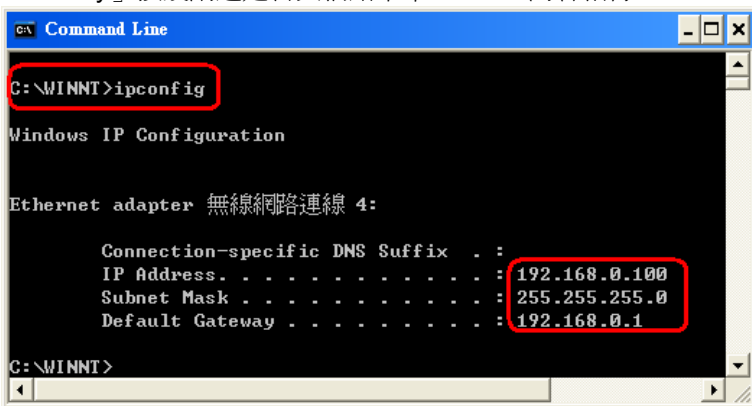 Command Line
C:\WINNT>ipconfig
Windows IP Configuration
Ethernet adapter 無線網路連線 4:
Connection-specific DNS Suffix  . :
IP Address. . . . . . . . . . . . : 192.168.0.100
Subnet Mask . . . . . . . . . . . : 255.255.255.0
Default Gateway . . . . . . . . . : 192.168.0.1
C:\WINNT>